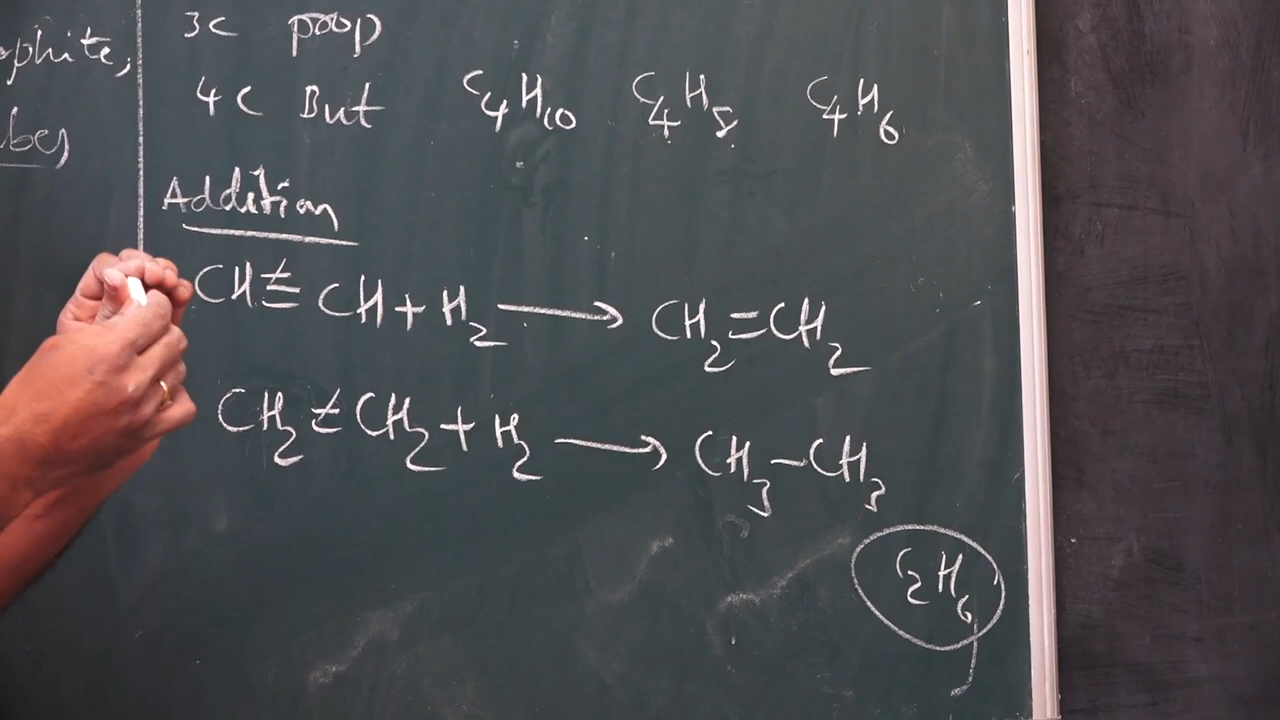 ophite,
bes
3C prop
4C But C₄H₁₀ C₄H₈ C₄H₆
Addition
CH≡CH + H₂ → CH₂=CH₂
CH₂=CH₂ + H₂ → CH₃-CH₃
C₂H₆